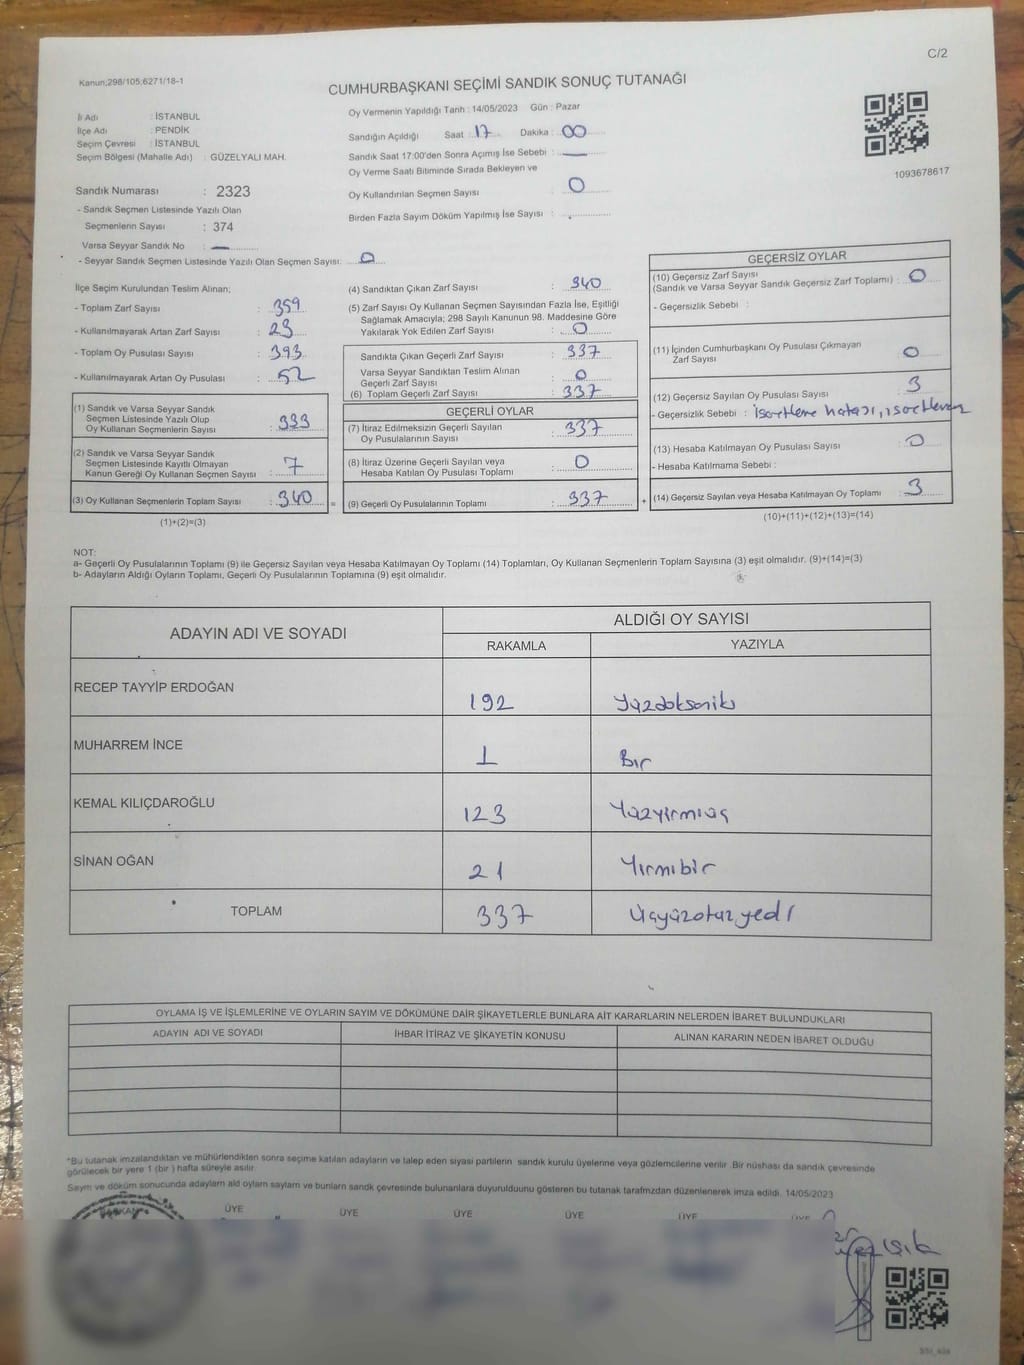 C/2
Kanun;298/105;6271/18-1
CUMHURBAŞKANI SEÇİMİ SANDIK SONUÇ TUTANAĞI
İl Adı : İSTANBUL
İlçe Adı : PENDİK
Seçim Çevresi : İSTANBUL
Seçim Bölgesi (Mahalle Adı) : GÜZELYALI MAH.
Sandık Numarası : 2323
- Sandık Seçmen Listesinde Yazılı Olan
Seçmenlerin Sayısı : 374
Varsa Seyyar Sandık No : —
- Seyyar Sandık Seçmen Listesinde Yazılı Olan Seçmen Sayısı: 0
Oy Vermenin Yapıldığı Tarih : 14/05/2023 Gün : Pazar
Sandığın Açıldığı Saat : 17 Dakika : 00
Sandık Saat 17:00'den Sonra Açımış İse Sebebi : —
Oy Verme Saati Bitiminde Sırada Bekleyen ve
Oy Kullandırılan Seçmen Sayısı : 0
Birden Fazla Sayım Döküm Yapılmış İse Sayısı :
1093678617
İlçe Seçim Kurulundan Teslim Alınan;
- Toplam Zarf Sayısı : 359
- Kullanılmayarak Artan Zarf Sayısı : 23
- Toplam Oy Pusulası Sayısı : 393
- Kullanılmayarak Artan Oy Pusulası : 52
(1) Sandık ve Varsa Seyyar Sandık
Seçmen Listesinde Yazılı Olup
Oy Kullanan Seçmenlerin Sayısı : 333
(2) Sandık ve Varsa Seyyar Sandık
Seçmen Listesinde Kayıtlı Olmayan
Kanun Gereği Oy Kullanan Seçmen Sayısı : 7
(3) Oy Kullanan Seçmenlerin Toplam Sayısı : 340 =
(1)+(2)=(3)
(4) Sandıktan Çıkan Zarf Sayısı : 340
(5) Zarf Sayısı Oy Kullanan Seçmen Sayısından Fazla İse, Eşitliği
Sağlamak Amacıyla; 298 Sayılı Kanunun 98. Maddesine Göre
Yakılarak Yok Edilen Zarf Sayısı : 0
Sandıkta Çıkan Geçerli Zarf Sayısı : 337
Varsa Seyyar Sandıktan Teslim Alınan
Geçerli Zarf Sayısı : 0
(6) Toplam Geçerli Zarf Sayısı : 337
GEÇERLİ OYLAR
(7) İtiraz Edilmeksizin Geçerli Sayılan
Oy Pusulalarının Sayısı : 337
(8) İtiraz Üzerine Geçerli Sayılan veya
Hesaba Katılan Oy Pusulası Toplamı : 0
(9) Geçerli Oy Pusulalarının Toplamı : 337 +
GEÇERSİZ OYLAR
(10) Geçersiz Zarf Sayısı
(Sandık ve Varsa Seyyar Sandık Geçersiz Zarf Toplamı) : 0
- Geçersizlik Sebebi :
(11) İçinden Cumhurbaşkanı Oy Pusulası Çıkmayan
Zarf Sayısı : 0
(12) Geçersiz Sayılan Oy Pusulası Sayısı : 3
- Geçersizlik Sebebi : isaretleme hatası,
(13) Hesaba Katılmayan Oy Pusulası Sayısı : 0
- Hesaba Katılmama Sebebi :
(14) Geçersiz Sayılan veya Hesaba Katılmayan Oy Toplamı : 3
(10)+(11)+(12)+(13)=(14)
NOT:
a- Geçerli Oy Pusulalarının Toplamı (9) ile Geçersiz Sayılan veya Hesaba Katılmayan Oy Toplamı (14) Toplamları, Oy Kullanan Seçmenlerin Toplam Sayısına (3) eşit olmalıdır. (9)+(14)=(3)
b- Adayların Aldığı Oyların Toplamı, Geçerli Oy Pusulalarının Toplamına (9) eşit olmalıdır.
ADAYIN ADI VE SOYADI ALDIĞI OY SAYISI
RAKAMLA YAZIYLA
RECEP TAYYİP ERDOĞAN 192 Yüzdoksaniki
MUHARREM İNCE 1 Bir
KEMAL KILIÇDAROĞLU 123 Yüzyirmiüç
SİNAN OĞAN 21 Yirmibir
TOPLAM 337 Üçyüzotuzyedi
OYLAMA İŞ VE İŞLEMLERİNE VE OYLARIN SAYIM VE DÖKÜMÜNE DAİR ŞİKAYETLERLE BUNLARA AİT KARARLARIN NELERDEN İBARET BULUNDUKLARI
ADAYIN ADI VE SOYADI İHBAR İTİRAZ VE ŞİKAYETİN KONUSU ALINAN KARARIN NEDEN İBARET OLDUĞU
*Bu tutanak imzalandıktan ve mühürlendikten sonra seçime katılan adayların ve talep eden siyasi partilerin sandık kurulu üyelerine veya gözlemcilerine verilir. Bir nüshası da sandık çevresinde
görülecek bir yere 1 (bir ) hafta süreyle asılır.
Sayım ve döküm sonucunda adayların ald oyların sayların ve bunların sandk çevresinde bulunanlara duyurulduunu gösteren bu tutanak tarafmzdan düzenlenerek imza edildi. 14/05/2023
BAŞKAN ÜYE ÜYE ÜYE ÜYE ÜYE ÜYE